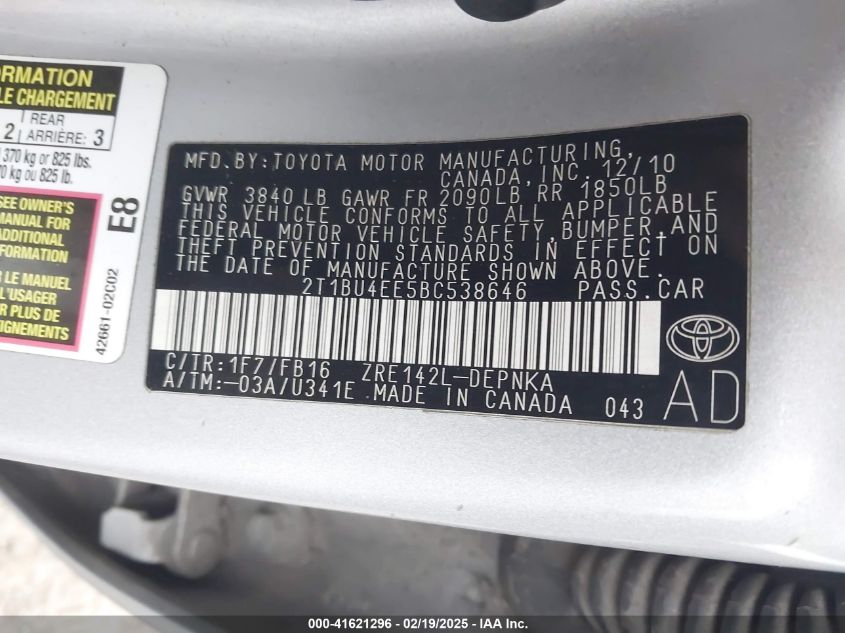 ORMATION
LE CHARGEMENT
2 REAR
ARRIÈRE: 3
370 kg or 825 lbs.
0 kg ou 825 lb.
SEE OWNER'S
MANUAL FOR
ADDITIONAL
FORMATION
R LE MANUEL
L'USAGER
R PLUS DE
IGNEMENTS
E8
42661-02C02
MFD.BY:TOYOTA MOTOR MANUFACTURING,
CANADA,INC. 12/10
GVWR 3840 LB GAWR FR 2090LB RR 1850LB
THIS VEHICLE CONFORMS TO ALL APPLICABLE
FEDERAL MOTOR VEHICLE SAFETY,BUMPER,AND
THEFT PREVENTION STANDARDS IN EFFECT ON
THE DATE OF MANUFACTURE SHOWN ABOVE.
2T1BU4EE5BC538646 PASS.CAR
C/TR:1F7/FB16 ZRE142L-DEPNKA
A/TM:-03A/U341E MADE IN CANADA 043 AD
000-41621296 - 02/19/2025 - IAA Inc.